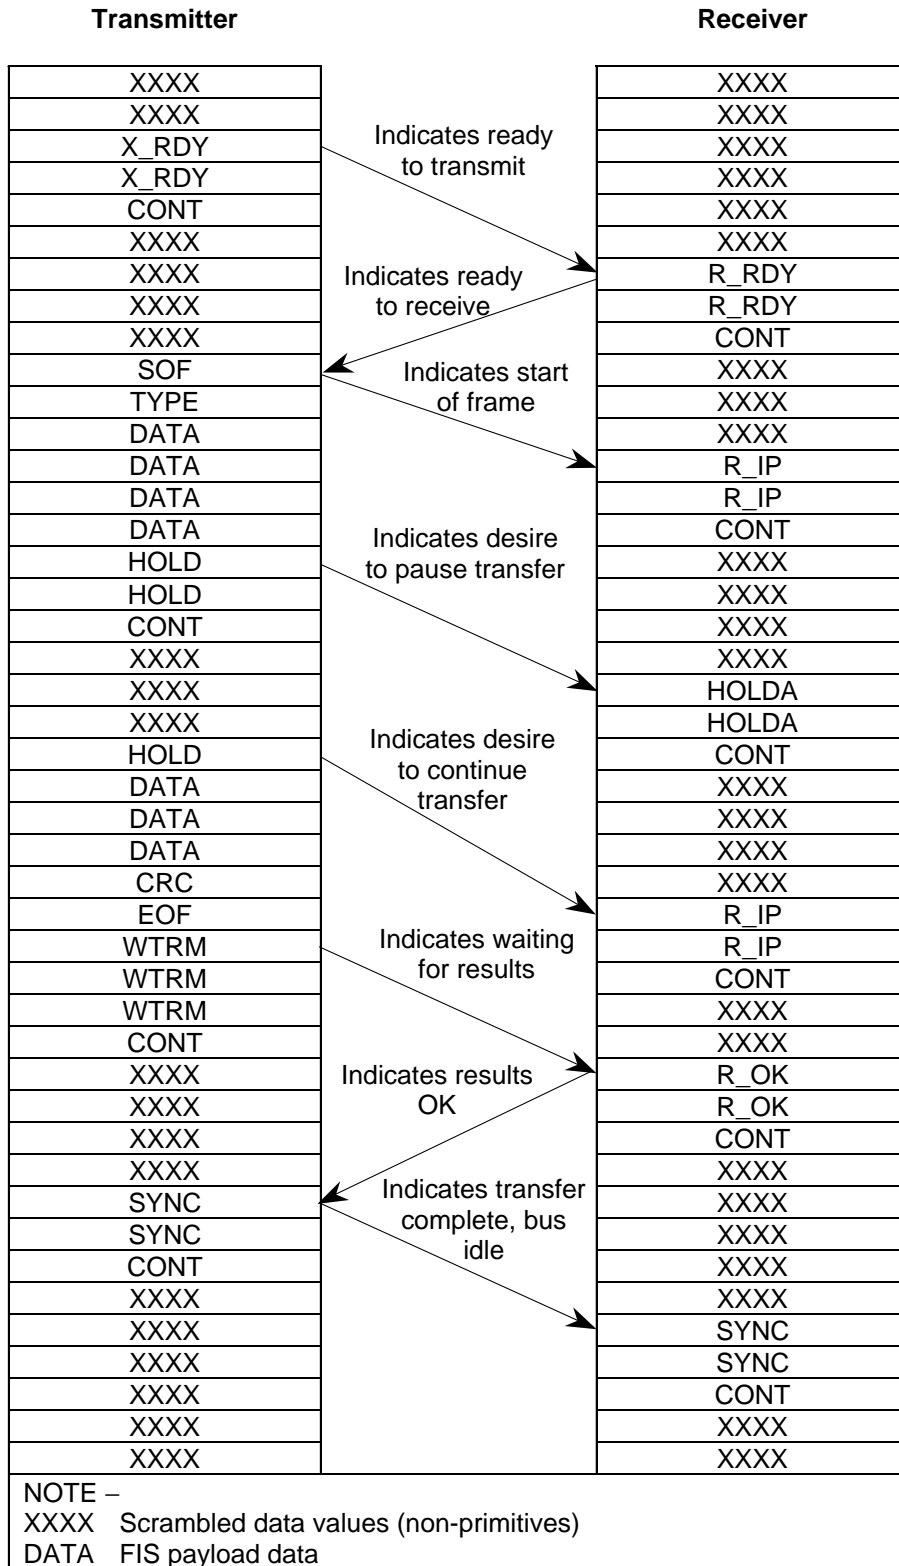 Transmitter Receiver
XXXX XXXX
XXXX XXXX
Indicates ready
X_RDY XXXX
to transmit
X_RDY XXXX
CONT XXXX
XXXX XXXX
XXXX Indicates ready R_RDY
XXXX to receive R_RDY
XXXX CONT
SOF Indicates start XXXX
TYPE of frame XXXX
DATA XXXX
DATA R_IP
DATA R_IP
DATA Indicates desire CONT
HOLD to pause transfer XXXX
HOLD XXXX
CONT XXXX
XXXX XXXX
XXXX HOLDA
XXXX HOLDA
Indicates desire
HOLD to continue CONT
DATA transfer XXXX
DATA XXXX
DATA XXXX
CRC XXXX
EOF R_IP
WTRM Indicates waiting R_IP
WTRM for results CONT
WTRM XXXX
CONT XXXX
XXXX Indicates results R_OK
XXXX OK R_OK
XXXX CONT
XXXX XXXX
SYNC Indicates transfer XXXX
SYNC complete, bus XXXX
CONT idle XXXX
XXXX XXXX
XXXX SYNC
XXXX SYNC
XXXX CONT
XXXX XXXX
XXXX XXXX
NOTE –
XXXX Scrambled data values (non-primitives)
DATA FIS payload data